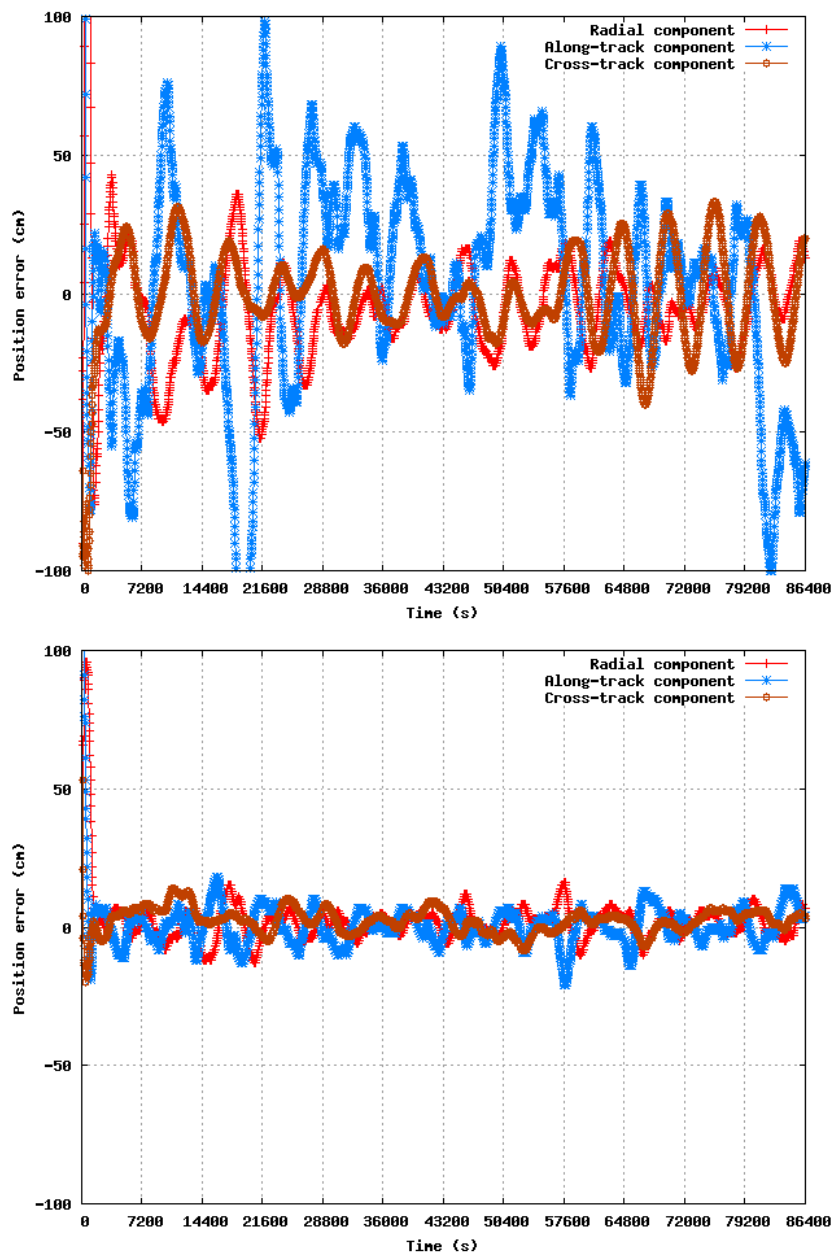 100
Radial component
Along-track component
Cross-track component
50
0
-50
-100
Position error (cm)
0 7200 14400 21600 28800 36000 43200 50400 57600 64800 72000 79200 86400
Time (s)
100
Radial component
Along-track component
Cross-track component
50
0
-50
-100
Position error (cm)
0 7200 14400 21600 28800 36000 43200 50400 57600 64800 72000 79200 86400
Time (s)